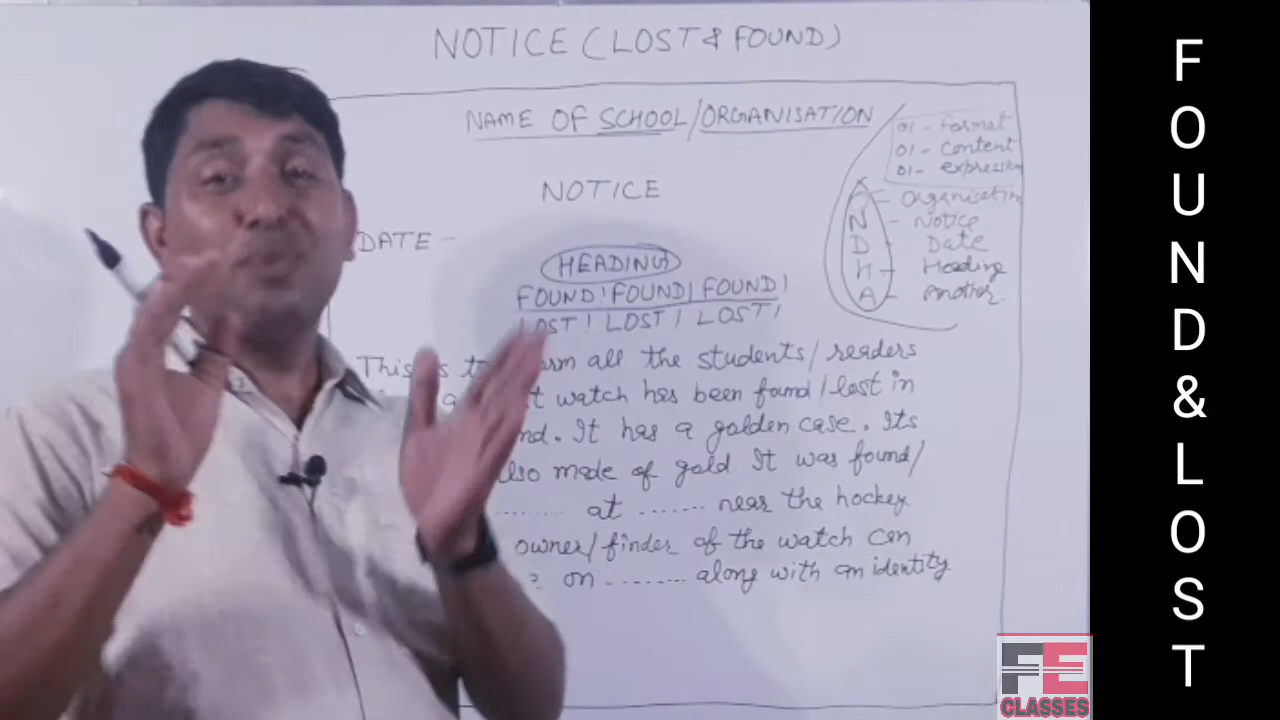 NOTICE (LOST & FOUND)
NAME OF SCHOOL/ORGANISATION
01 - Format
01 - Content
01 - expression
NOTICE
- Organisation
N - Notice
D - Date
H - Heading
A - Another.
DATE -
HEADING
FOUND! FOUND! FOUND!
LOST! LOST! LOST!
This is all the students/readers
watch has been found/lost in
It has a golden case. Its
also made of gold It was found/
........ at ....... near the hockey
owner/finder of the watch can
? on ........ along with an identity
FOUND&LOST
FE
CLASSES